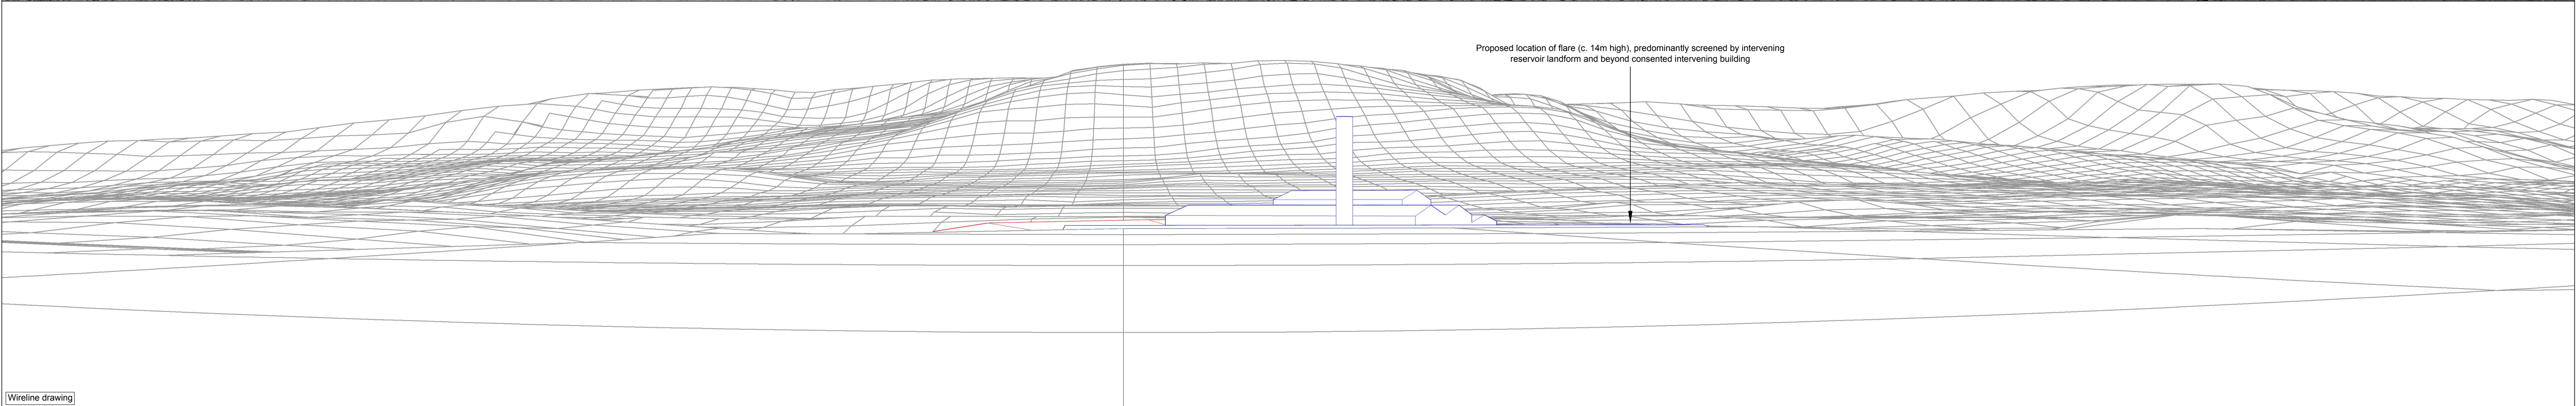 Proposed location of flare (c. 14m high), predominantly screened by intervening
reservoir landform and beyond consented intervening building
Wireline drawing